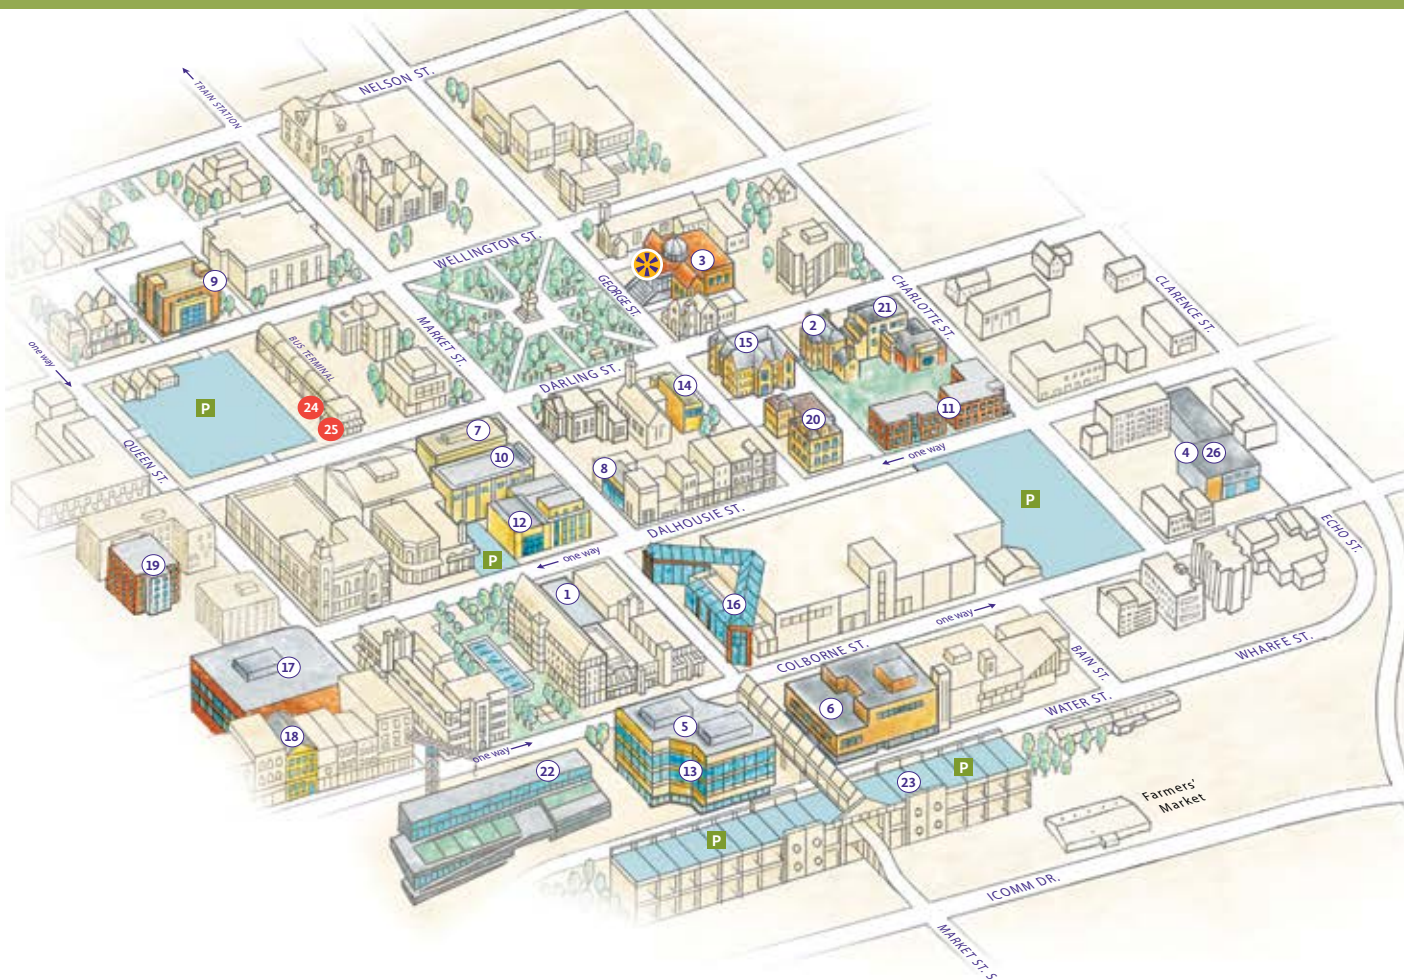 NELSON ST.
TRAIN STATION
WELLINGTON ST.
3
GEORGE ST.
9
CHARLOTTE ST.
CLARENCE ST.
21
2
MARKET ST.
15
one way
BUS TERMINAL
DARLING ST.
14
P
24
25
20
11
7
one way
10
4
26
8
QUEEN ST.
P
12
DALHOUSIE ST.
ECHO ST.
P
one way
19
1
16
one way
WHARFE ST.
COLBORNE ST.
BAIN ST.
17
6
WATER ST.
5
18
one way
13
22
23
P
Farmers'
Market
P
ICOMM DR.
MARKET ST. S